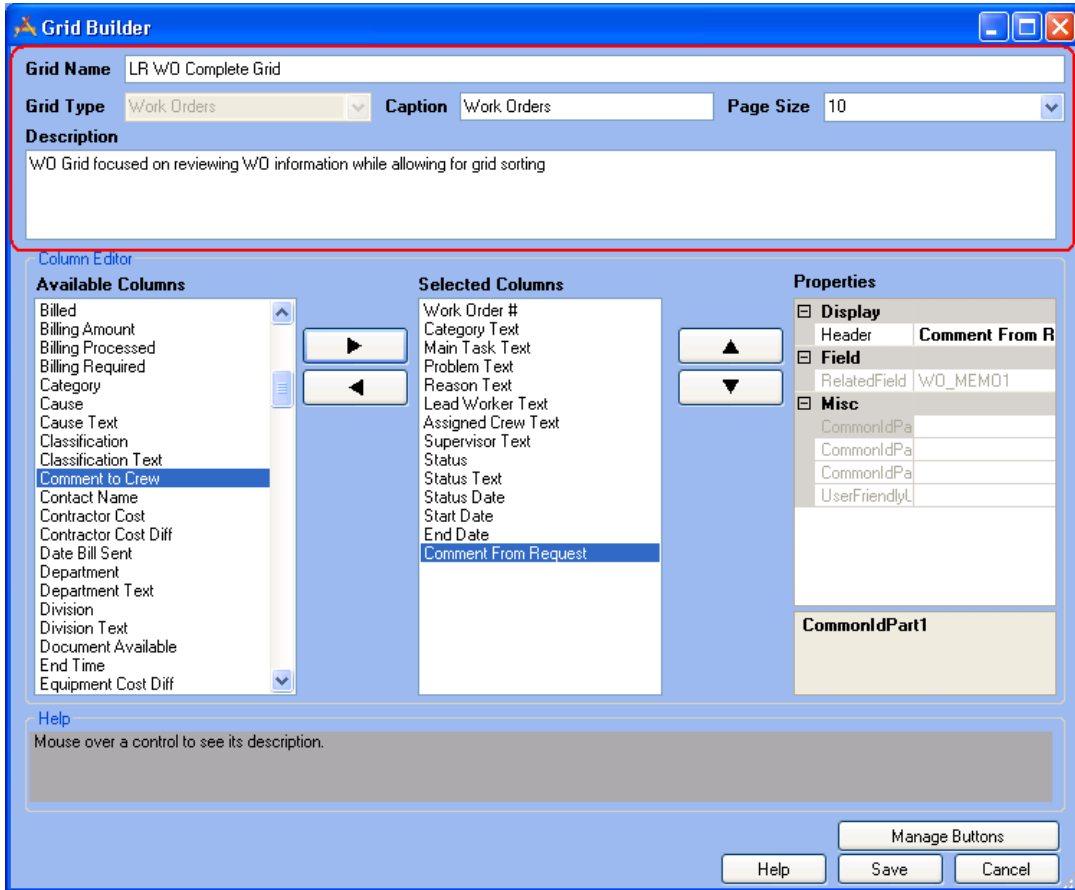 Grid Builder
Grid Name LR WO Complete Grid
Grid Type Work Orders Caption Work Orders Page Size 10
Description
WO Grid focused on reviewing WO information while allowing for grid sorting
Column Editor
Available Columns
Billed
Billing Amount
Billing Processed
Billing Required
Category
Cause
Cause Text
Classification
Classification Text
Comment to Crew
Contact Name
Contractor Cost
Contractor Cost Diff
Date Bill Sent
Department
Department Text
Division
Division Text
Document Available
End Time
Equipment Cost Diff
Selected Columns
Work Order #
Category Text
Main Task Text
Problem Text
Reason Text
Lead Worker Text
Assigned Crew Text
Supervisor Text
Status
Status Text
Status Date
Start Date
End Date
Comment From Request
Properties
Display
Header Comment From R
Field
RelatedField WO_MEMO1
Misc
CommonIdPa
CommonIdPa
CommonIdPa
UserFriendlyL
CommonIdPart1
Help
Mouse over a control to see its description.
Manage Buttons
Help Save Cancel